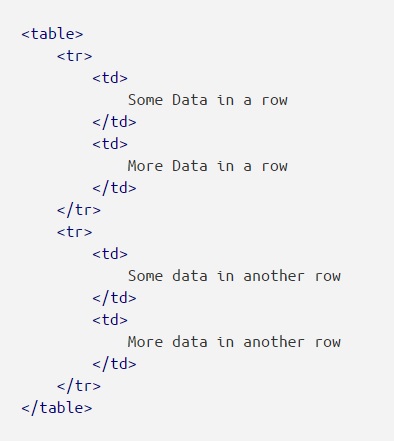 <table>
    <tr>
        <td>
            Some Data in a row
        </td>
        <td>
            More Data in a row
        </td>
    </tr>
    <tr>
        <td>
            Some data in another row
        </td>
        <td>
            More data in another row
        </td>
    </tr>
</table>